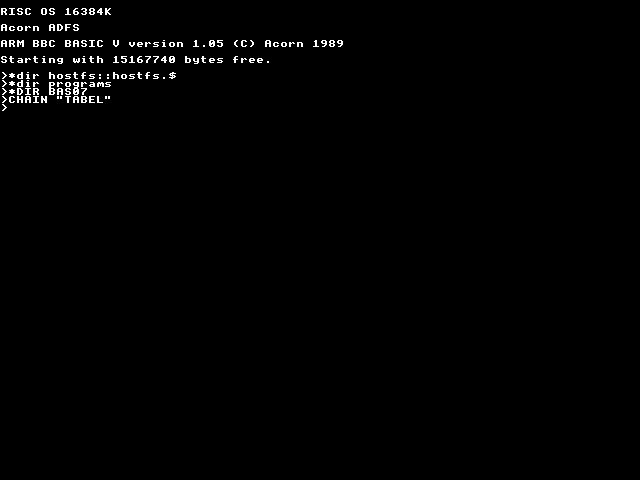 RISC OS 16384K
Acorn ADFS
ARM BBC BASIC V version 1.05 (C) Acorn 1989
Starting with 15167740 bytes free.
>*dir hostfs::hostfs.$
>*dir programs
>*DIR BAS07
>CHAIN "TABEL"
>